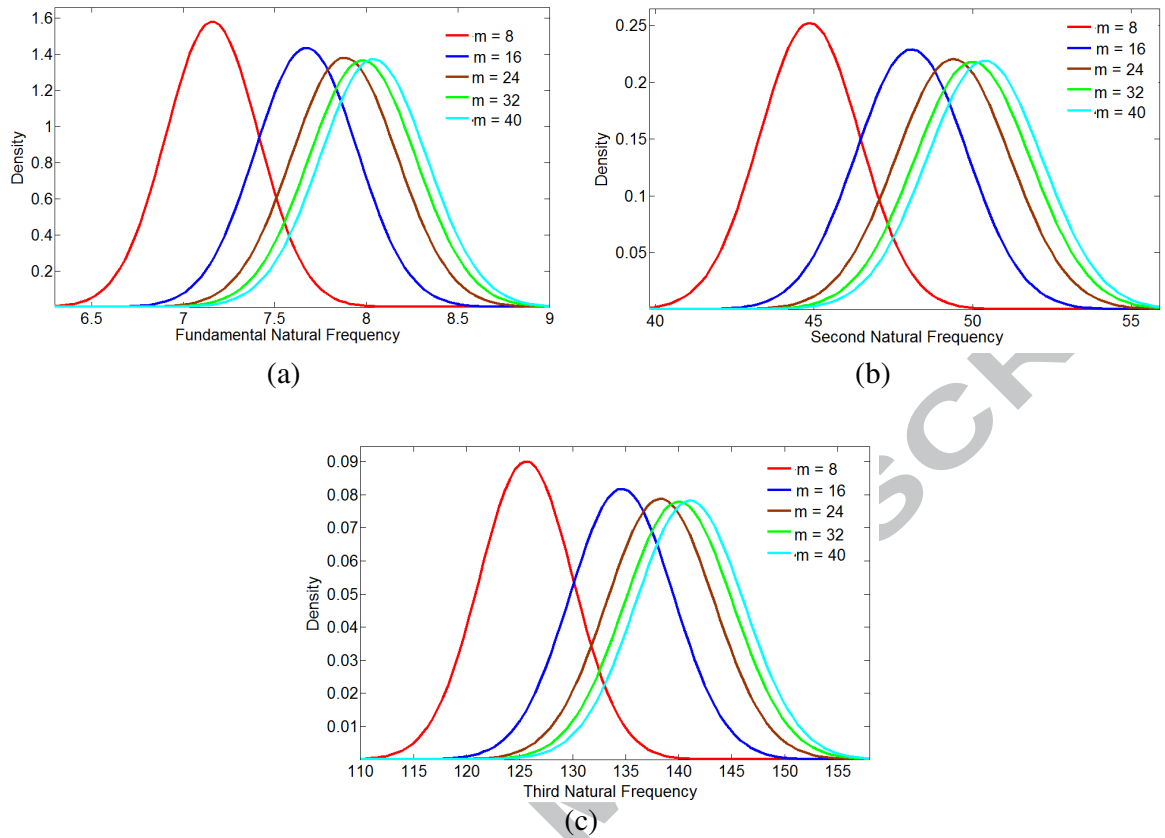 1.6
1.4
1.2
1
0.8
0.6
0.4
0.2
Density
m = 8
m = 16
m = 24
m = 32
m = 40
6.5 7 7.5 8 8.5 9
Fundamental Natural Frequency
(a)
0.25
0.2
0.15
0.1
0.05
Density
m = 8
m = 16
m = 24
m = 32
m = 40
40 45 50 55
Second Natural Frequency
(b)
0.09
0.08
0.07
0.06
0.05
0.04
0.03
0.02
0.01
Density
m = 8
m = 16
m = 24
m = 32
m = 40
110 115 120 125 130 135 140 145 150 155
Third Natural Frequency
(c)
SCR